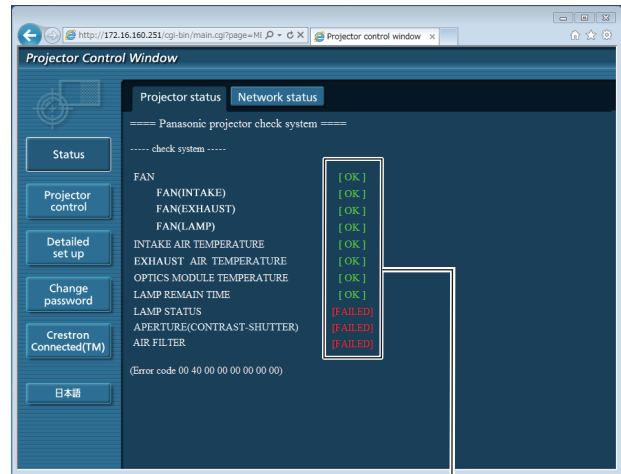 http://172.16.160.251/cgi-bin/main.cgi?page=ME
Projector control window
Projector Control Window
Projector status
Network status
==== Panasonic projector check system ====
----- check system -----
FAN [ OK ]
FAN(INTAKE) [ OK ]
FAN(EXHAUST) [ OK ]
FAN(LAMP) [ OK ]
INTAKE AIR TEMPERATURE [ OK ]
EXHAUST AIR TEMPERATURE [ OK ]
OPTICS MODULE TEMPERATURE [ OK ]
LAMP REMAIN TIME [ OK ]
LAMP STATUS [FAILED]
APERTURE(CONTRAST-SHUTTER) [FAILED]
AIR FILTER [FAILED]
(Error code 00 40 00 00 00 00 00 00)
Status
Projector
control
Detailed
set up
Change
password
Crestron
Connected(TM)
日本語